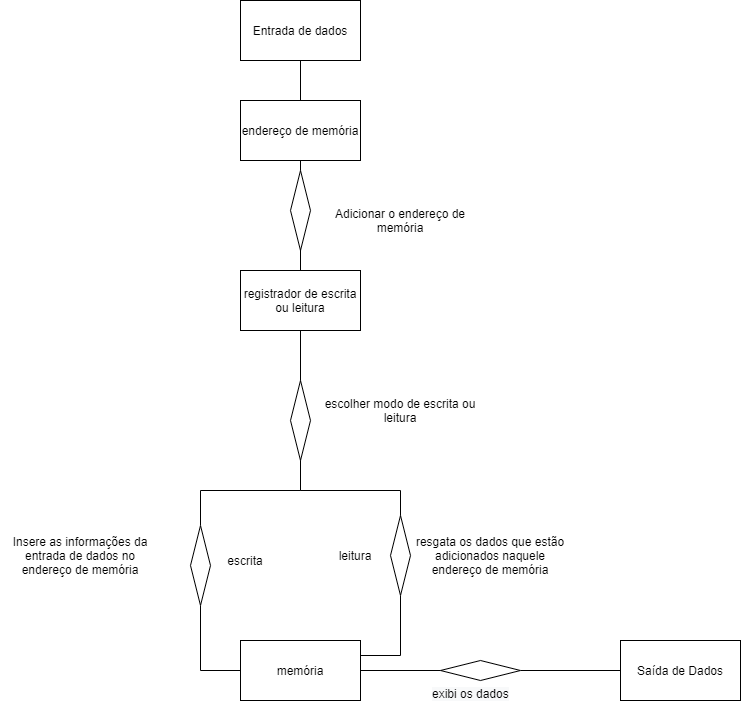 Entrada de dados
endereço de memória
Adicionar o endereço de
memória
registrador de escrita
ou leitura
escolher modo de escrita ou
leitura
Insere as informações da
entrada de dados no
endereço de memória
escrita
leitura
resgata os dados que estão
adicionados naquele
endereço de memória
memória
exibi os dados
Saída de Dados